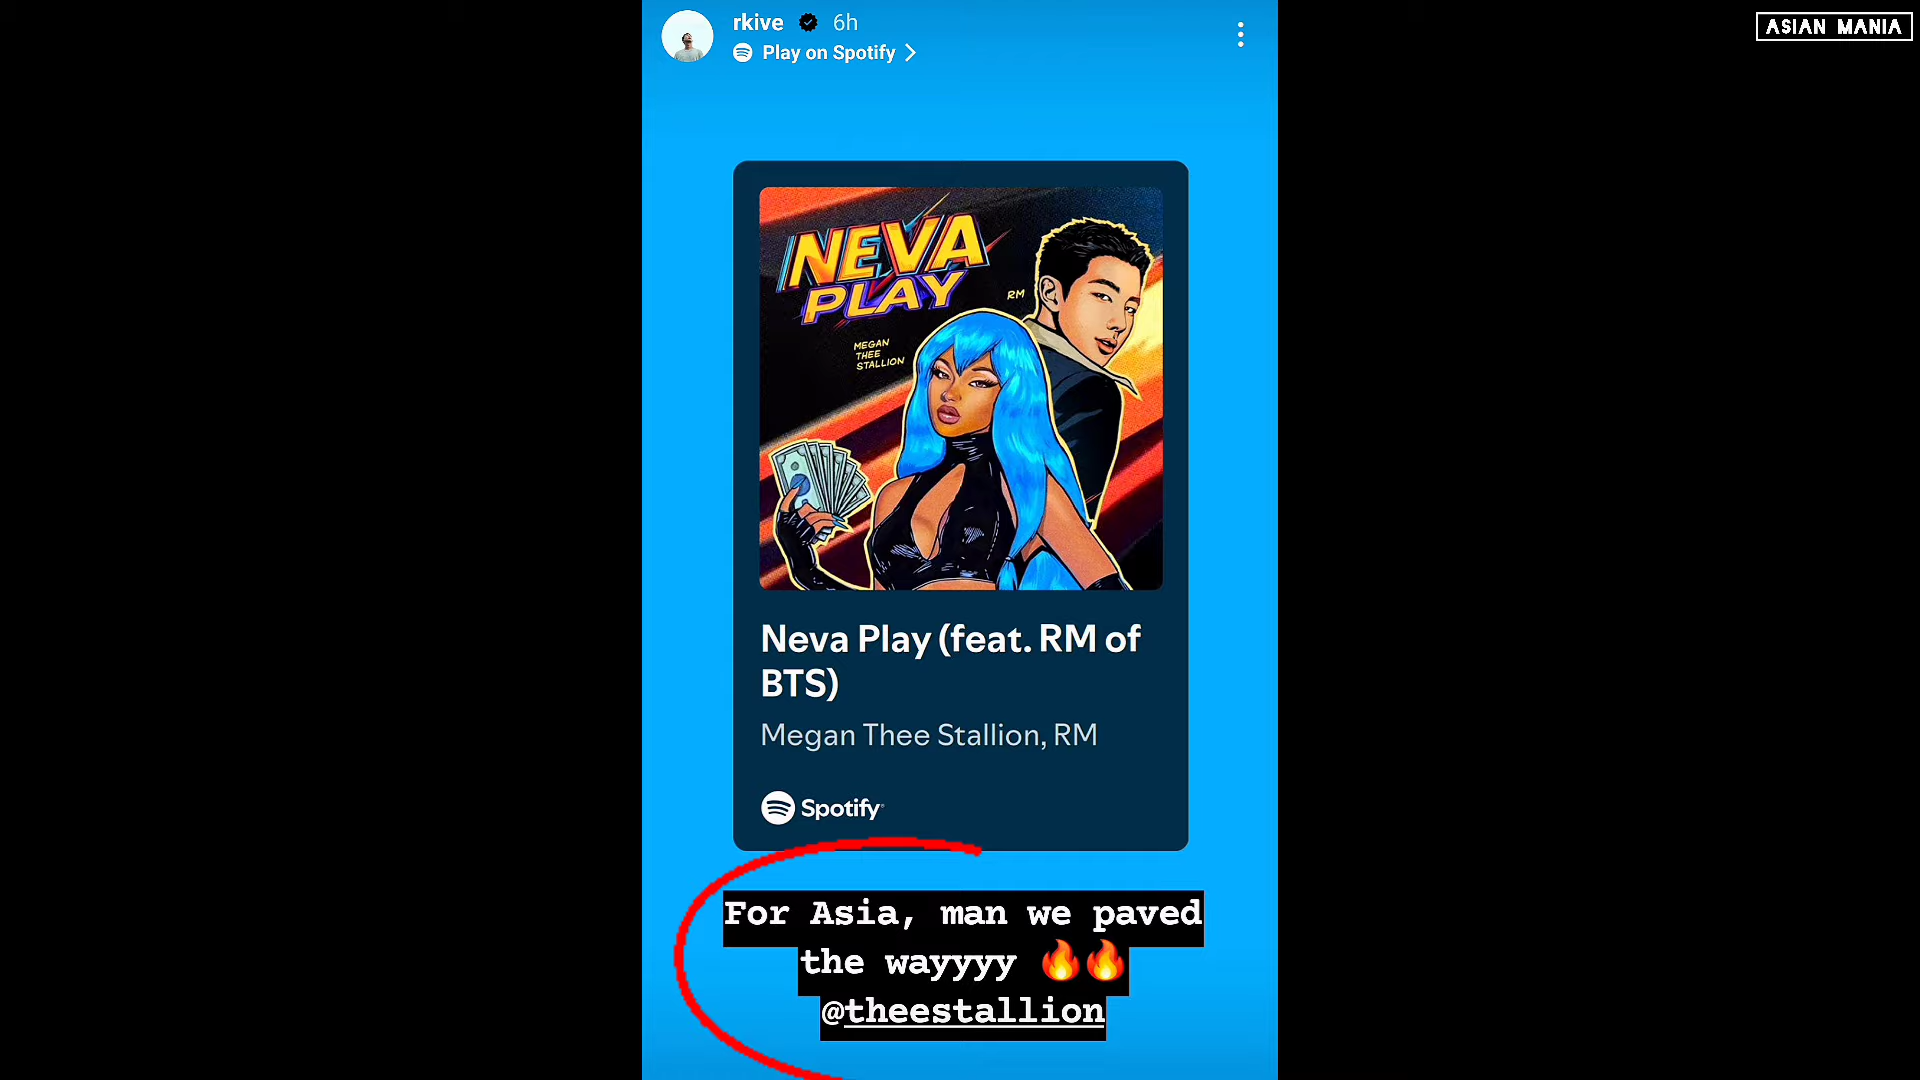 rkive 6h
Play on Spotify
ASIAN MANIA
NEVA
PLAY
RM
MEGAN
THEE
STALLION
Neva Play (feat. RM of
BTS)
Megan Thee Stallion, RM
Spotify
For Asia, man we paved
the wayyyy 🔥🔥
@theestallion